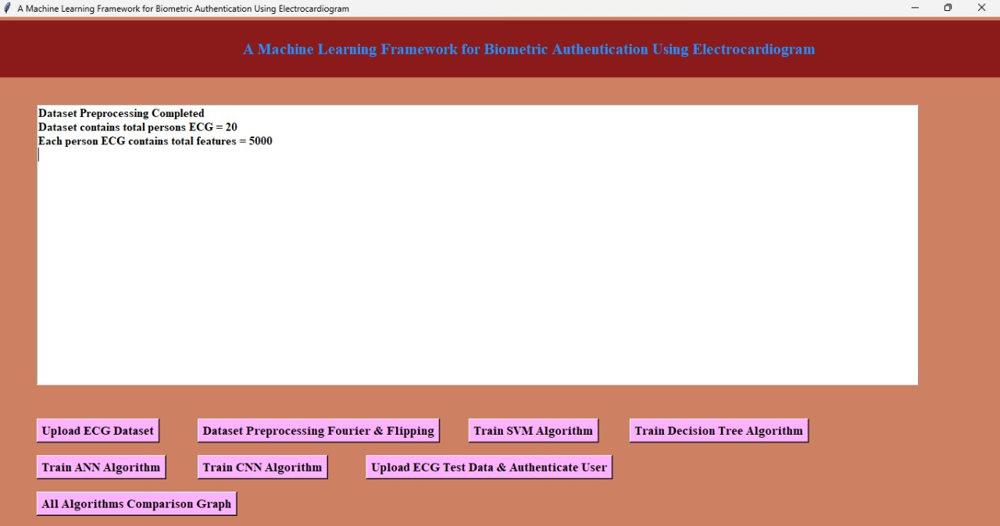 A Machine Learning Framework for Biometric Authentication Using Electrocardiogram
A Machine Learning Framework for Biometric Authentication Using Electrocardiogram
Dataset Preprocessing Completed
Dataset contains total persons ECG = 20
Each person ECG contains total features = 5000
Upload ECG Dataset
Dataset Preprocessing Fourier & Flipping
Train SVM Algorithm
Train Decision Tree Algorithm
Train ANN Algorithm
Train CNN Algorithm
Upload ECG Test Data & Authenticate User
All Algorithms Comparison Graph